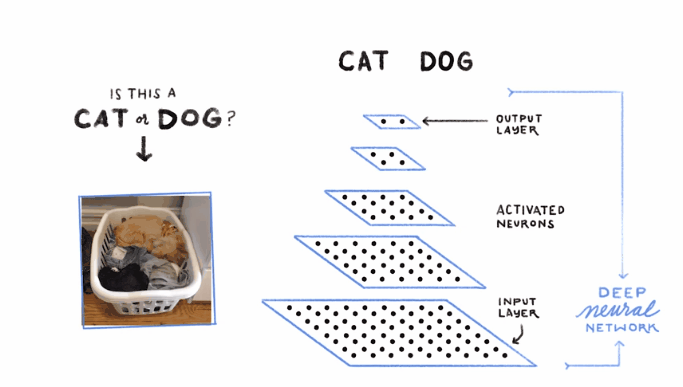 IS THIS A
CAT or DOG?
CAT DOG
OUTPUT
LAYER
ACTIVATED
NEURONS
INPUT
LAYER
DEEP
neural
NETWORK